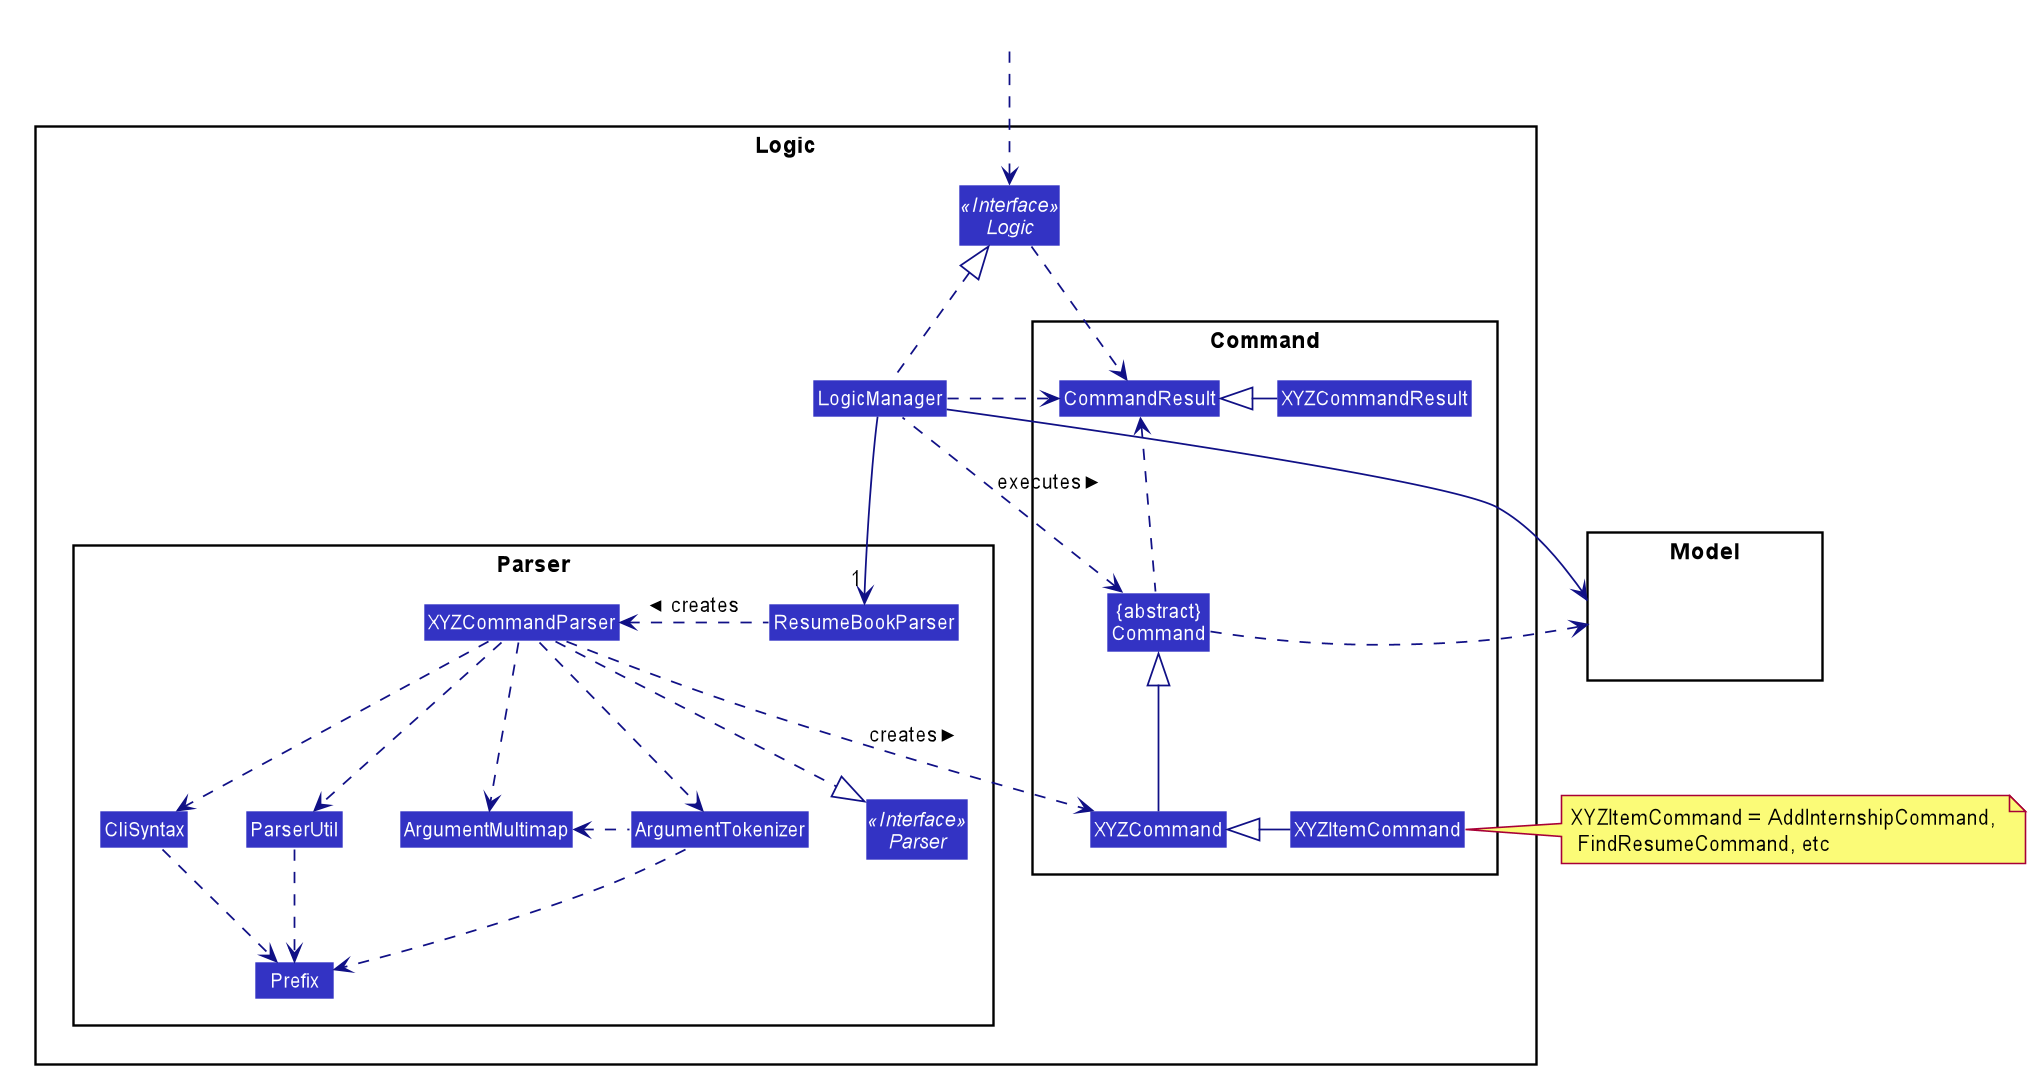 Logic
«Interface»
Logic
Command
LogicManager
CommandResult
XYZCommandResult
executes ►
Parser
Model
1
◄ creates
XYZCommandParser
ResumeBookParser
{abstract}
Command
creates ►
CliSyntax
ParserUtil
ArgumentMultimap
ArgumentTokenizer
«Interface»
Parser
XYZCommand
XYZItemCommand
XYZItemCommand = AddInternshipCommand,
FindResumeCommand, etc
Prefix